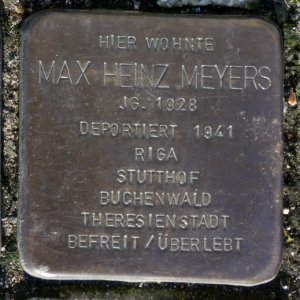 HIER WOHNTE
MAX HEINZ MEYERS
JG. 1928
DEPORTIERT 1941
RIGA
STUTTHOF
BUCHENWALD
THERESIENSTADT
BEFREIT / ÜBERLEBT